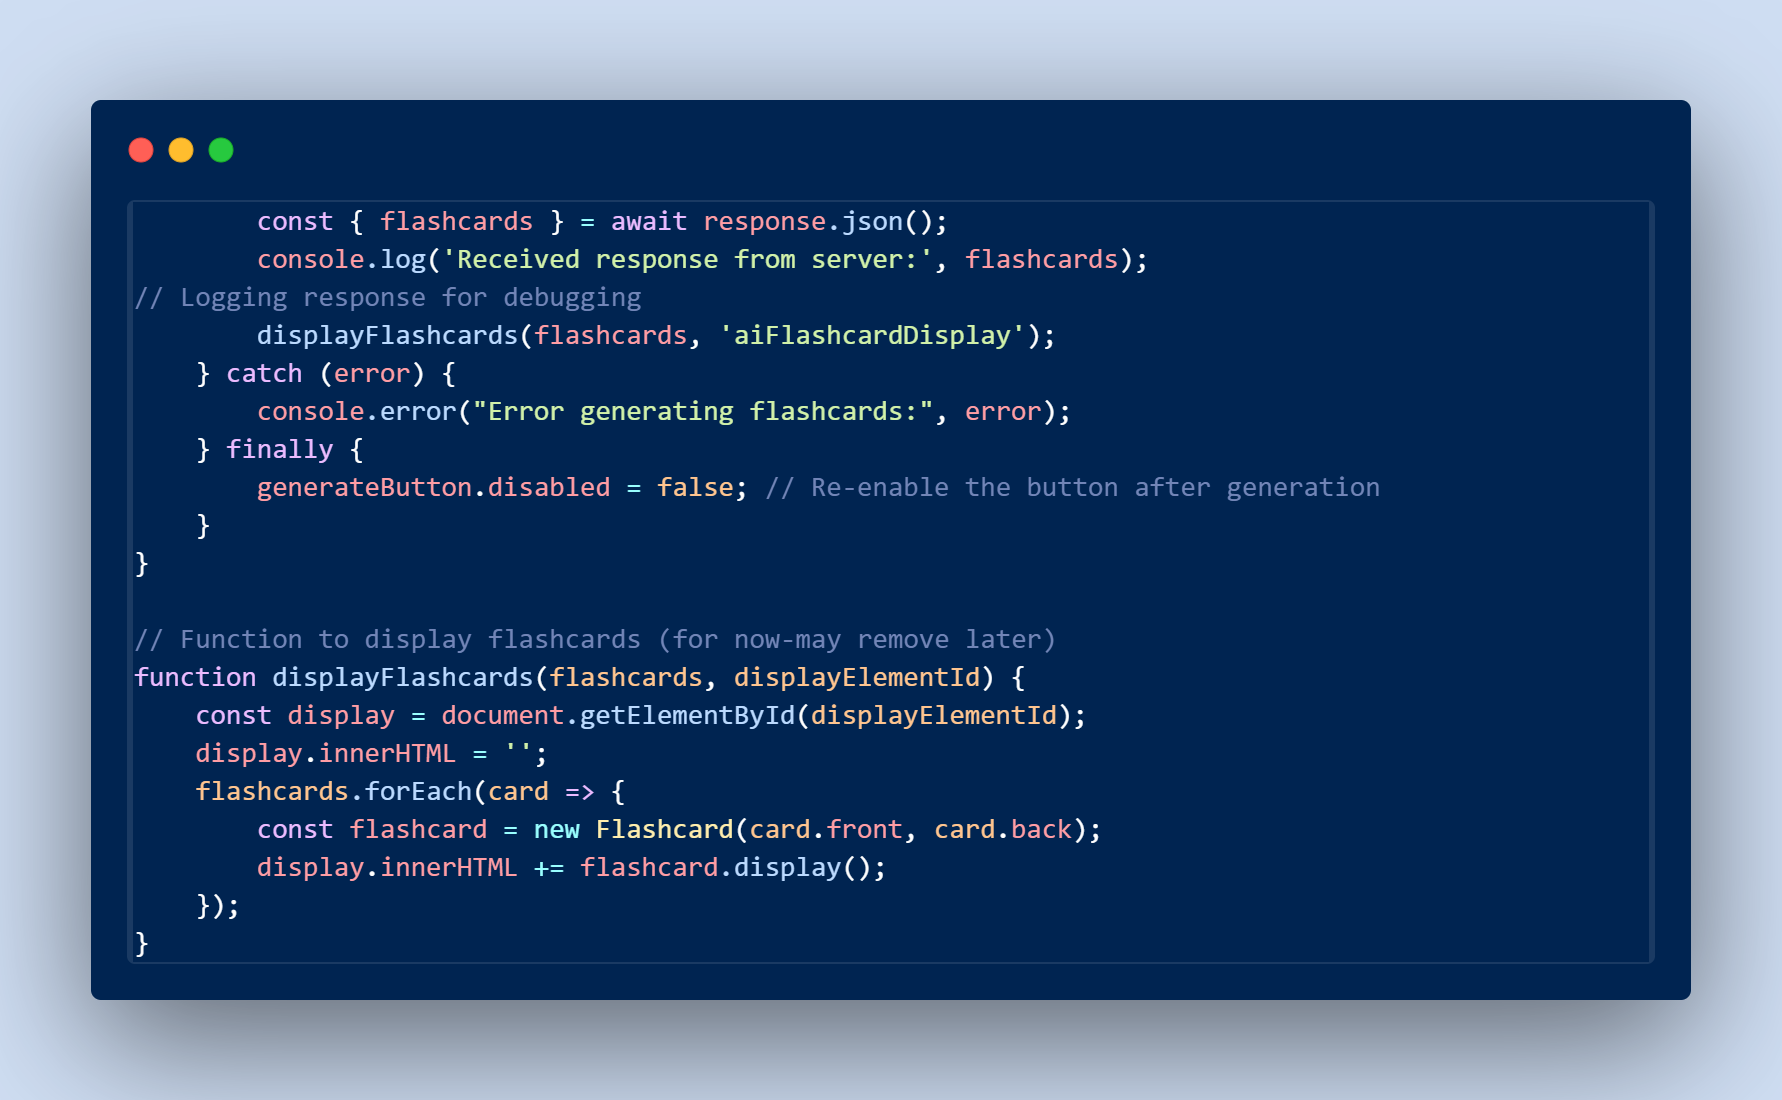 const { flashcards } = await response.json();
        console.log('Received response from server:', flashcards);
// Logging response for debugging
        displayFlashcards(flashcards, 'aiFlashcardDisplay');
    } catch (error) {
        console.error("Error generating flashcards:", error);
    } finally {
        generateButton.disabled = false; // Re-enable the button after generation
    }
}

// Function to display flashcards (for now-may remove later)
function displayFlashcards(flashcards, displayElementId) {
    const display = document.getElementById(displayElementId);
    display.innerHTML = '';
    flashcards.forEach(card => {
        const flashcard = new Flashcard(card.front, card.back);
        display.innerHTML += flashcard.display();
    });
}